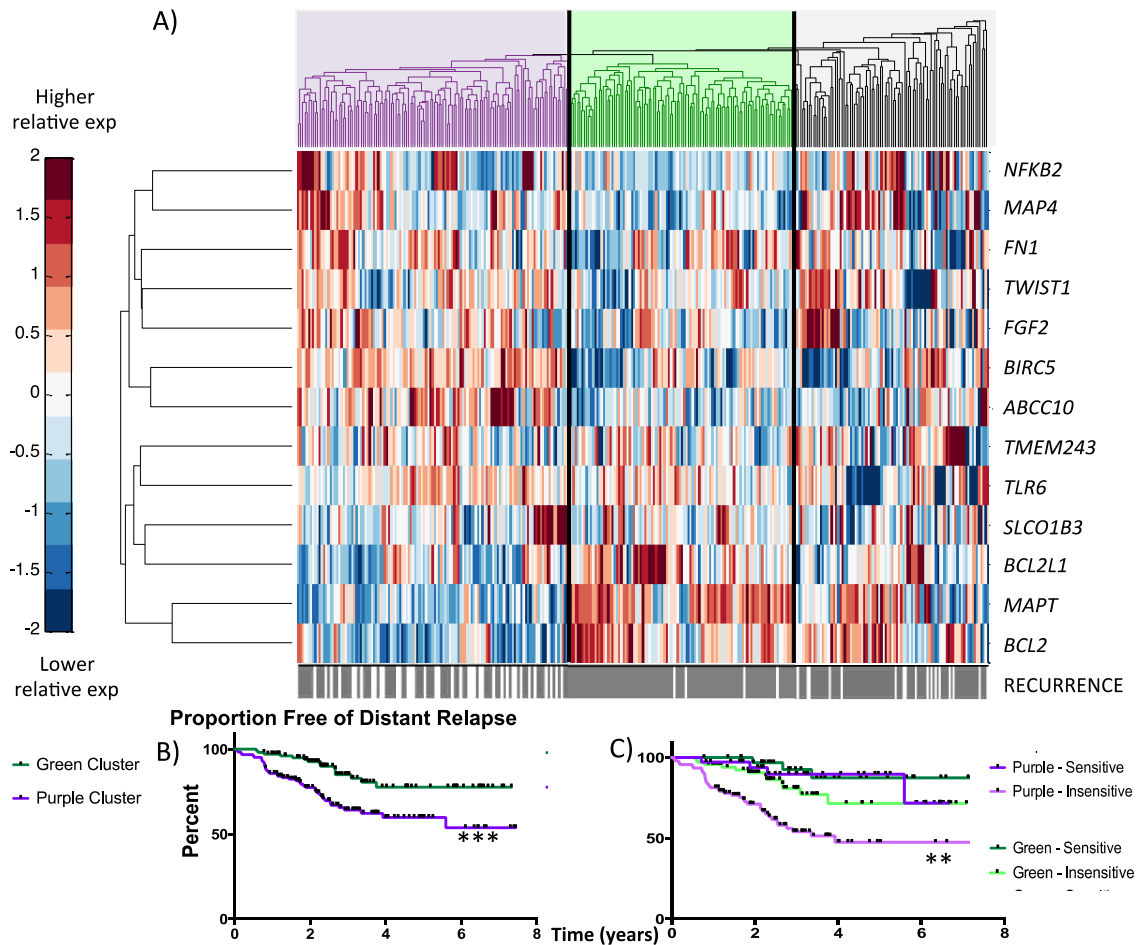 A)
Higher
relative exp
2
1.5
1
0.5
0
-0.5
-1
-1.5
-2
Lower
relative exp
NFKB2
MAP4
FN1
TWIST1
FGF2
BIRC5
ABCC10
TMEM243
TLR6
SLCO1B3
BCL2L1
MAPT
BCL2
RECURRENCE
Proportion Free of Distant Relapse
B)
Green Cluster
Purple Cluster
Percent
100
50
0
0 2 4 6 8
***
Time (years)
C)
100
50
0
0 2 4 6 8
**
Purple - Sensitive
Purple - Insensitive
Green - Sensitive
Green - Insensitive